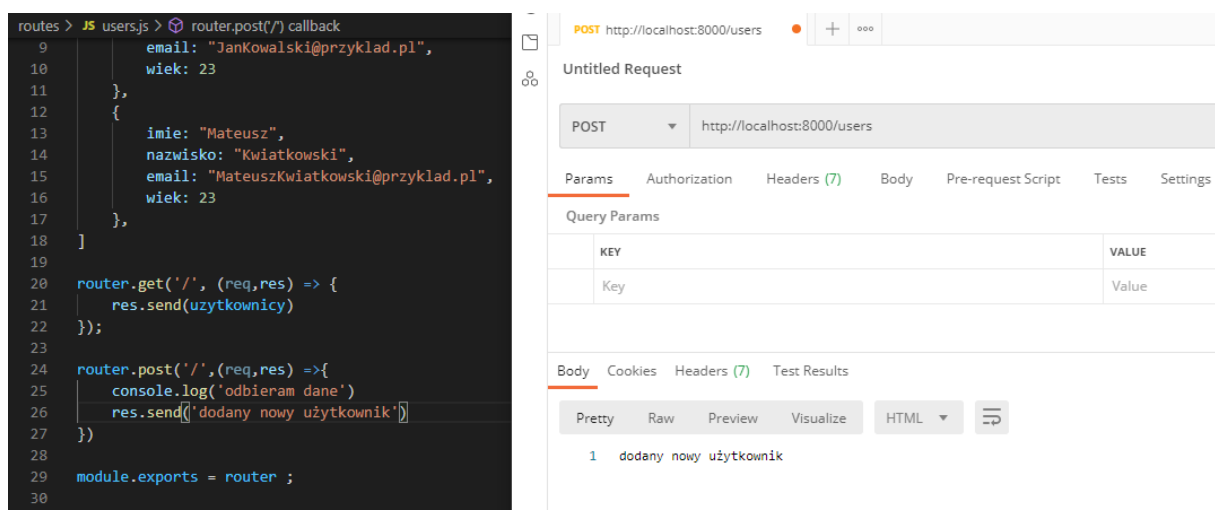 routes > JS users.js > router.post('/') callback
9 email: "JanKowalski@przyklad.pl",
10 wiek: 23
11 },
12 {
13 imie: "Mateusz",
14 nazwisko: "Kwiatkowski",
15 email: "MateuszKwiatkowski@przyklad.pl",
16 wiek: 23
17 },
18 ]
19
20 router.get('/', (req,res) => {
21 res.send(uzytkownicy)
22 });
23
24 router.post('/',(req,res) =>{
25 console.log('odbieram dane')
26 res.send('dodany nowy użytkownik')
27 })
28
29 module.exports = router ;
30
POST http://localhost:8000/users
Untitled Request
POST http://localhost:8000/users
Params Authorization Headers (7) Body Pre-request Script Tests Settings
Query Params
KEY VALUE
Key Value
Body Cookies Headers (7) Test Results
Pretty Raw Preview Visualize HTML
1 dodany nowy użytkownik